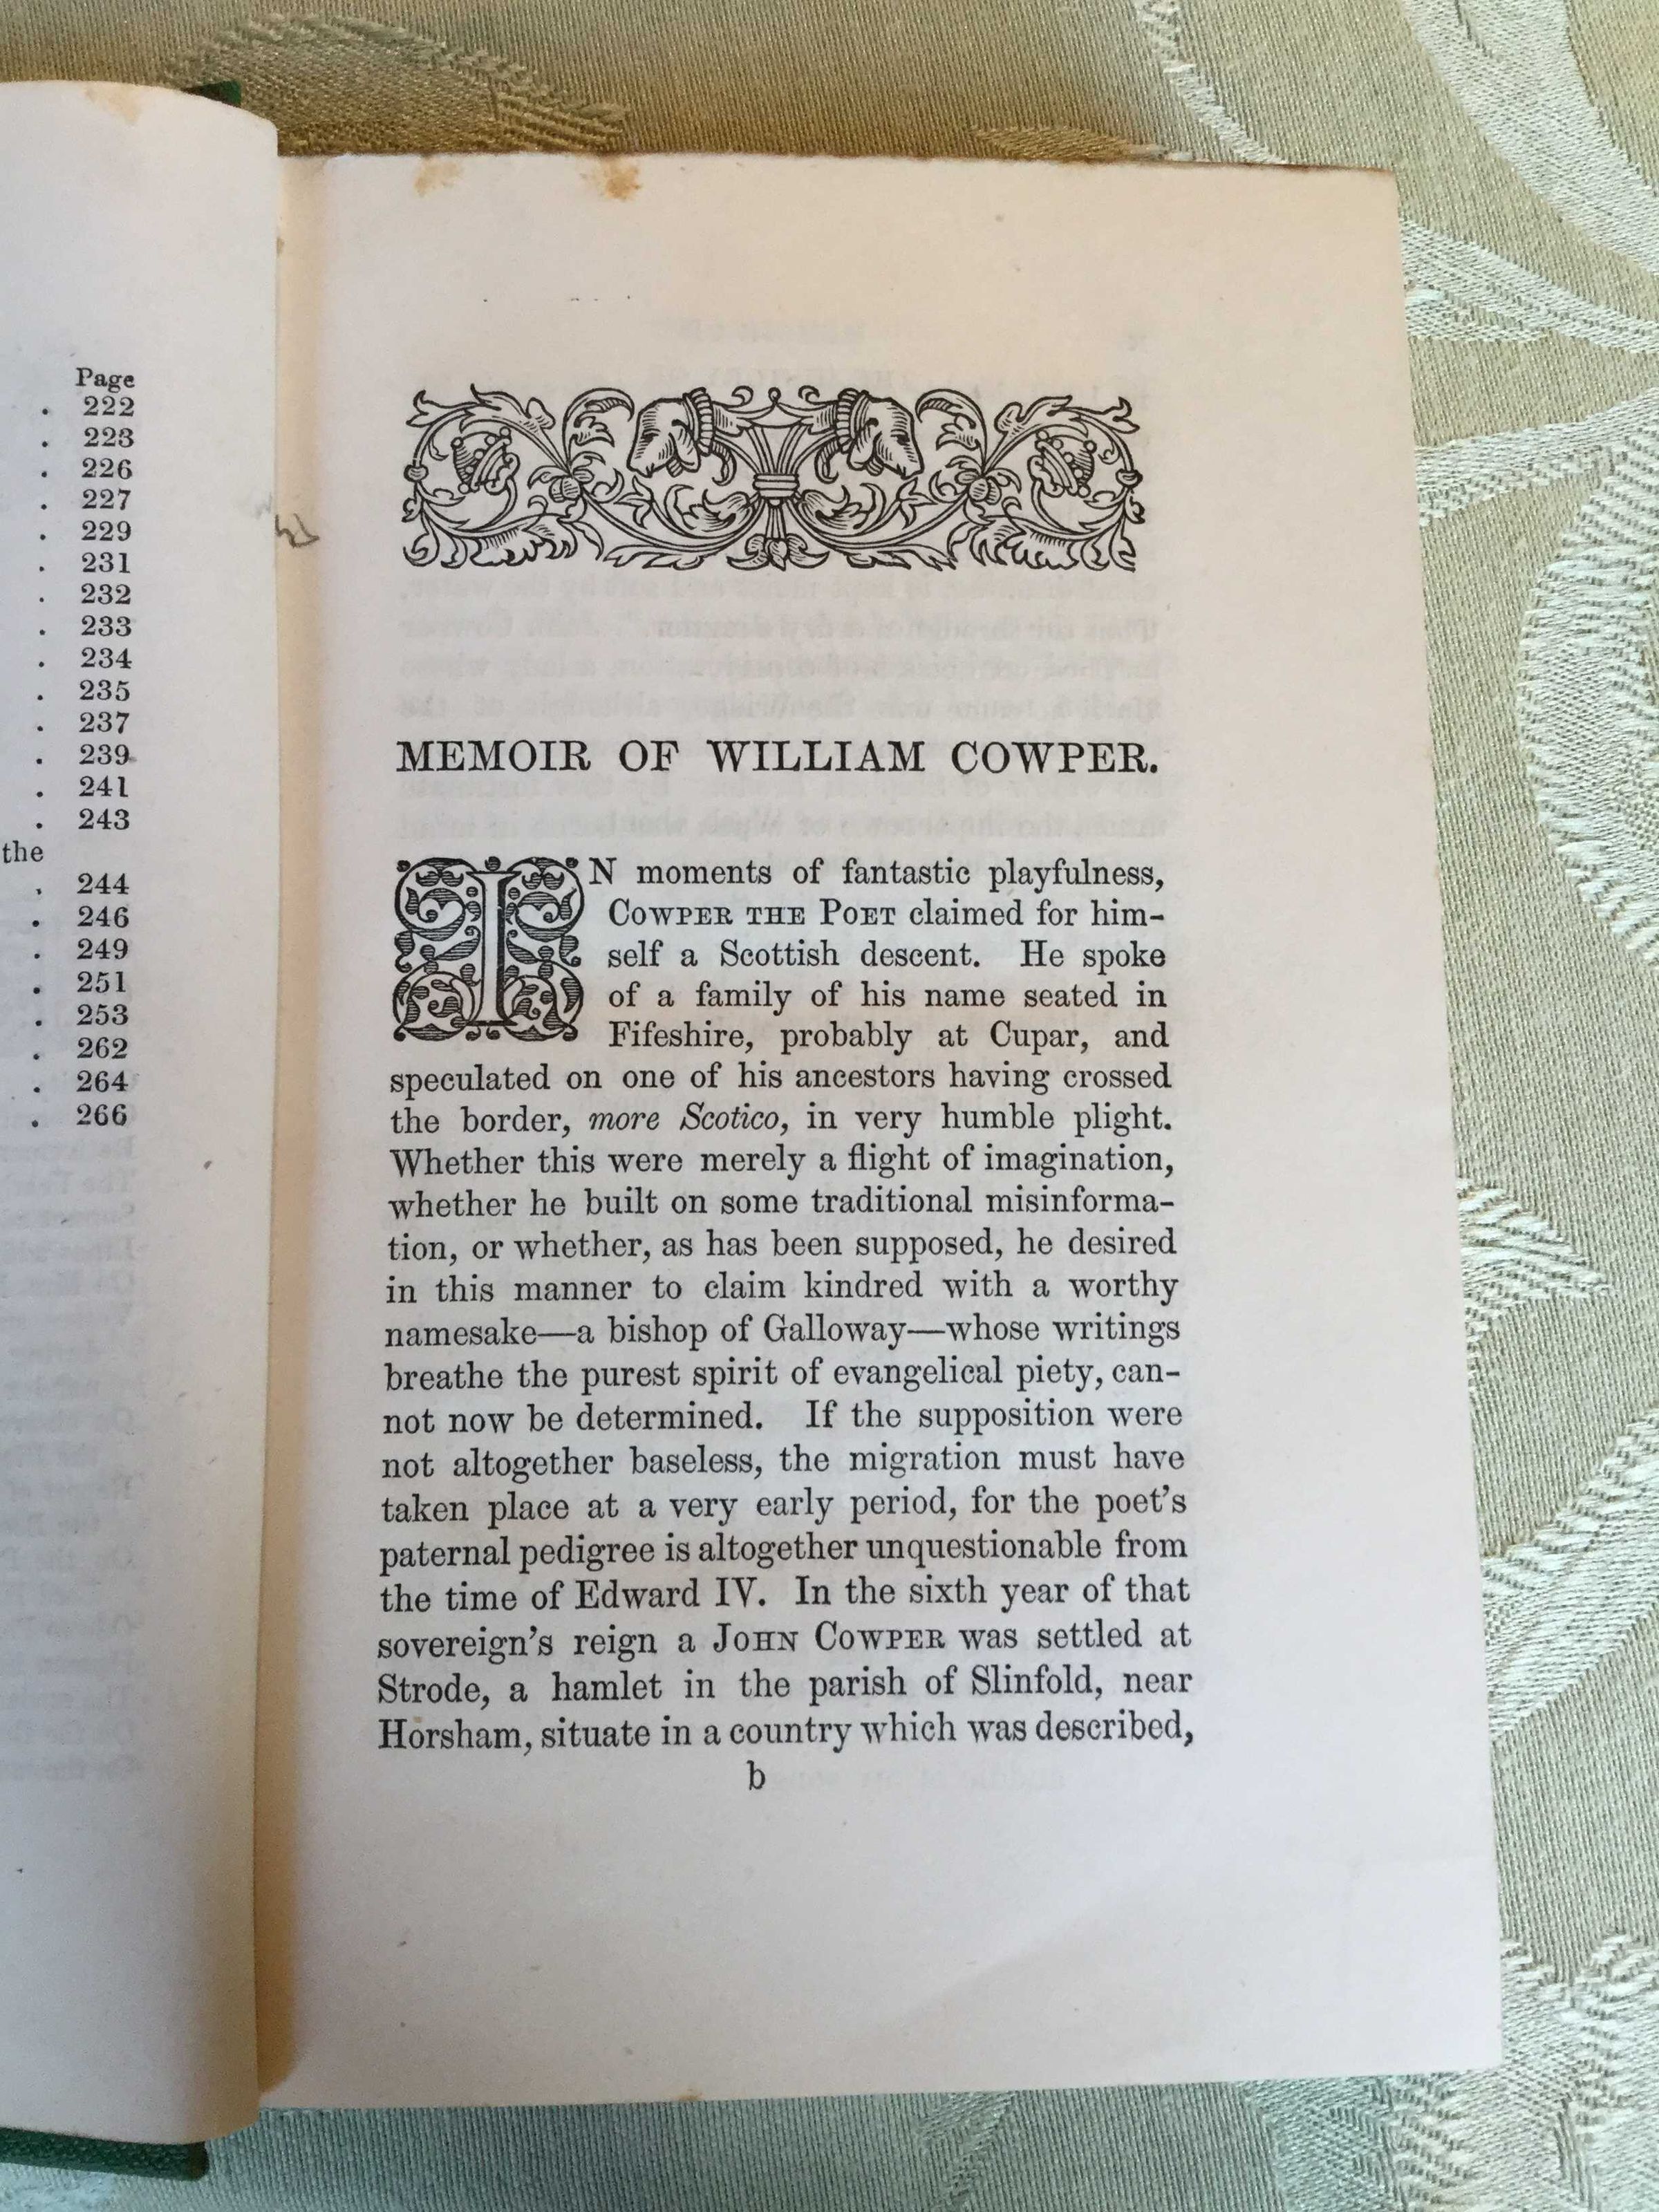 Page
. 222
. 223
. 226
. 227
. 229
. 231
. 232
. 233
. 234
. 235
. 237
. 239
. 241
. 243
the
. 244
. 246
. 249
. 251
. 253
. 262
. 264
. 266
MEMOIR OF WILLIAM COWPER.
IN moments of fantastic playfulness,
COWPER THE POET claimed for him-
self a Scottish descent. He spoke
of a family of his name seated in
Fifeshire, probably at Cupar, and
speculated on one of his ancestors having crossed
the border, more Scotico, in very humble plight.
Whether this were merely a flight of imagination,
whether he built on some traditional misinforma-
tion, or whether, as has been supposed, he desired
in this manner to claim kindred with a worthy
namesake—a bishop of Galloway—whose writings
breathe the purest spirit of evangelical piety, can-
not now be determined. If the supposition were
not altogether baseless, the migration must have
taken place at a very early period, for the poet's
paternal pedigree is altogether unquestionable from
the time of Edward IV. In the sixth year of that
sovereign's reign a JOHN COWPER was settled at
Strode, a hamlet in the parish of Slinfold, near
Horsham, situate in a country which was described,
b